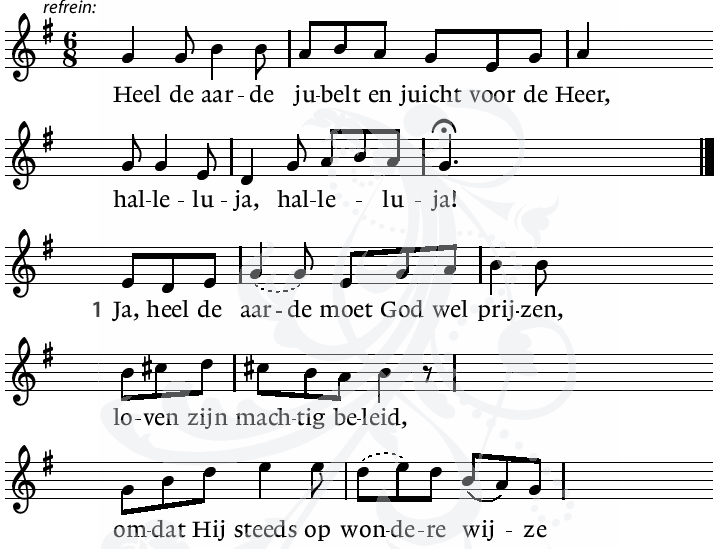 refrein:
6
8
Heel de aar - de ju-belt en juicht voor de Heer,
hal-le - lu - ja, hal-le - lu - ja!
1 Ja, heel de aar - de moet God wel prij-zen,
lo-ven zijn mach-tig be-leid,
om-dat Hij steeds op won-de-re wij - ze